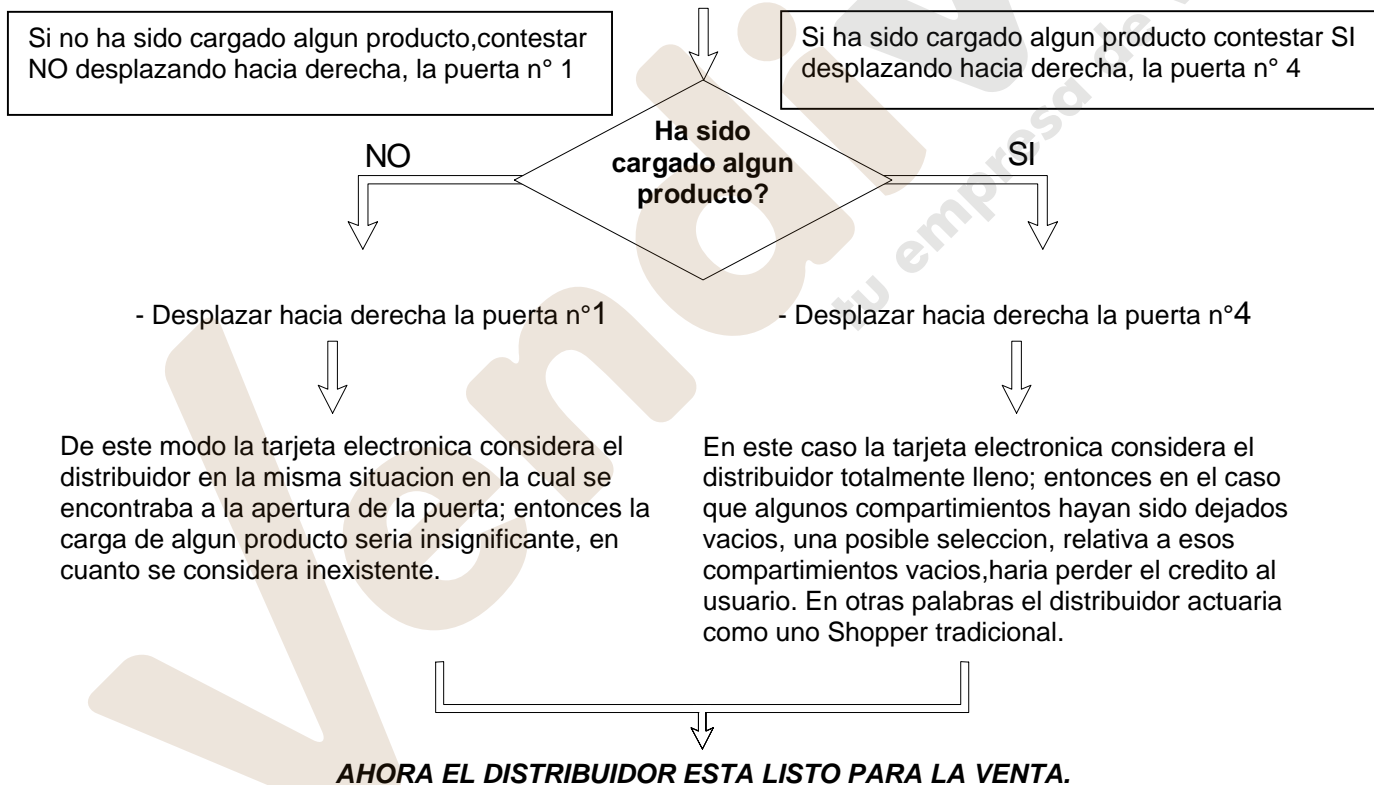 Si no ha sido cargado algun producto,contestar
NO desplazando hacia derecha, la puerta n° 1
Si ha sido cargado algun producto contestar SI
desplazando hacia derecha, la puerta n° 4
Ha sido
cargado algun
producto?
NO
SI
- Desplazar hacia derecha la puerta n°1
- Desplazar hacia derecha la puerta n°4
De este modo la tarjeta electronica considera el
distribuidor en la misma situacion en la cual se
encontraba a la apertura de la puerta; entonces la
carga de algun producto seria insignificante, en
cuanto se considera inexistente.
En este caso la tarjeta electronica considera el
distribuidor totalmente lleno; entonces en el caso
que algunos compartimientos hayan sido dejados
vacios, una posible seleccion, relativa a esos
compartimientos vacios,haria perder el credito al
usuario. En otras palabras el distribuidor actuaria
como uno Shopper tradicional.
AHORA EL DISTRIBUIDOR ESTA LISTO PARA LA VENTA.
Vendiv
tu empresa de v